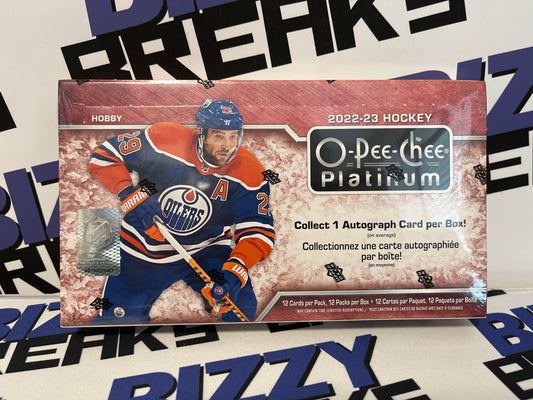 BREAKS
BIZZY
HOBBY
2022-23 HOCKEY
O-Pee-Chee
Platinum
29
A
OILERS
29
Collect 1 Autograph Card per Box!
(on average)
Collectionnez une carte autographiée
par boîte!
(en moyenne)
12 Cards per Pack, 12 Packs per Box • 12 Cartes par Paquet, 12 Paquets par Boîte
BIZZY
BREAKS
BIZZY